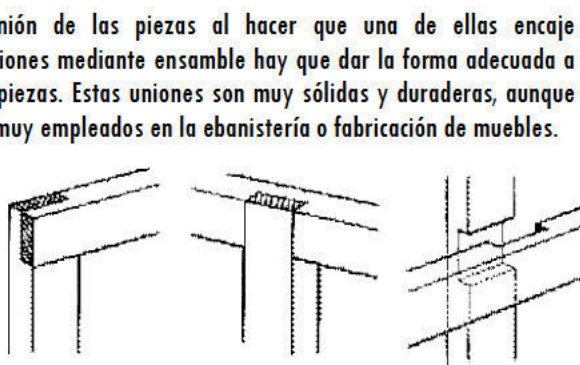 nión de las piezas al hacer que una de ellas encaje
iones mediante ensamble hay que dar la forma adecuada a
piezas. Estas uniones son muy sólidas y duraderas, aunque
muy empleados en la ebanistería o fabricación de muebles.